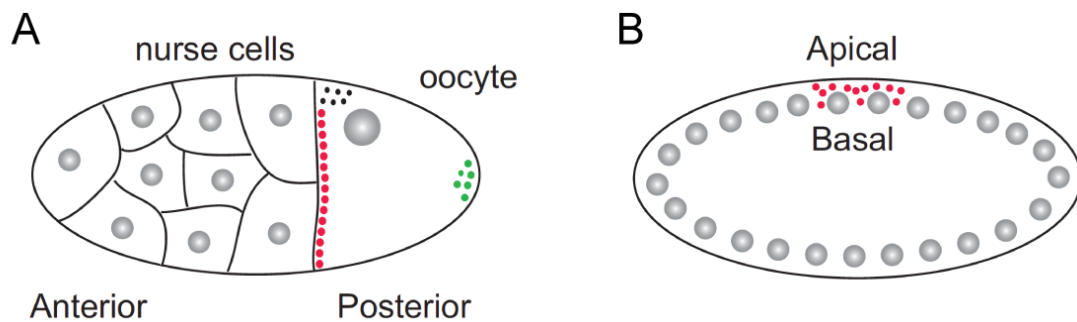 A
nurse cells
oocyte
Anterior
Posterior
B
Apical
Basal